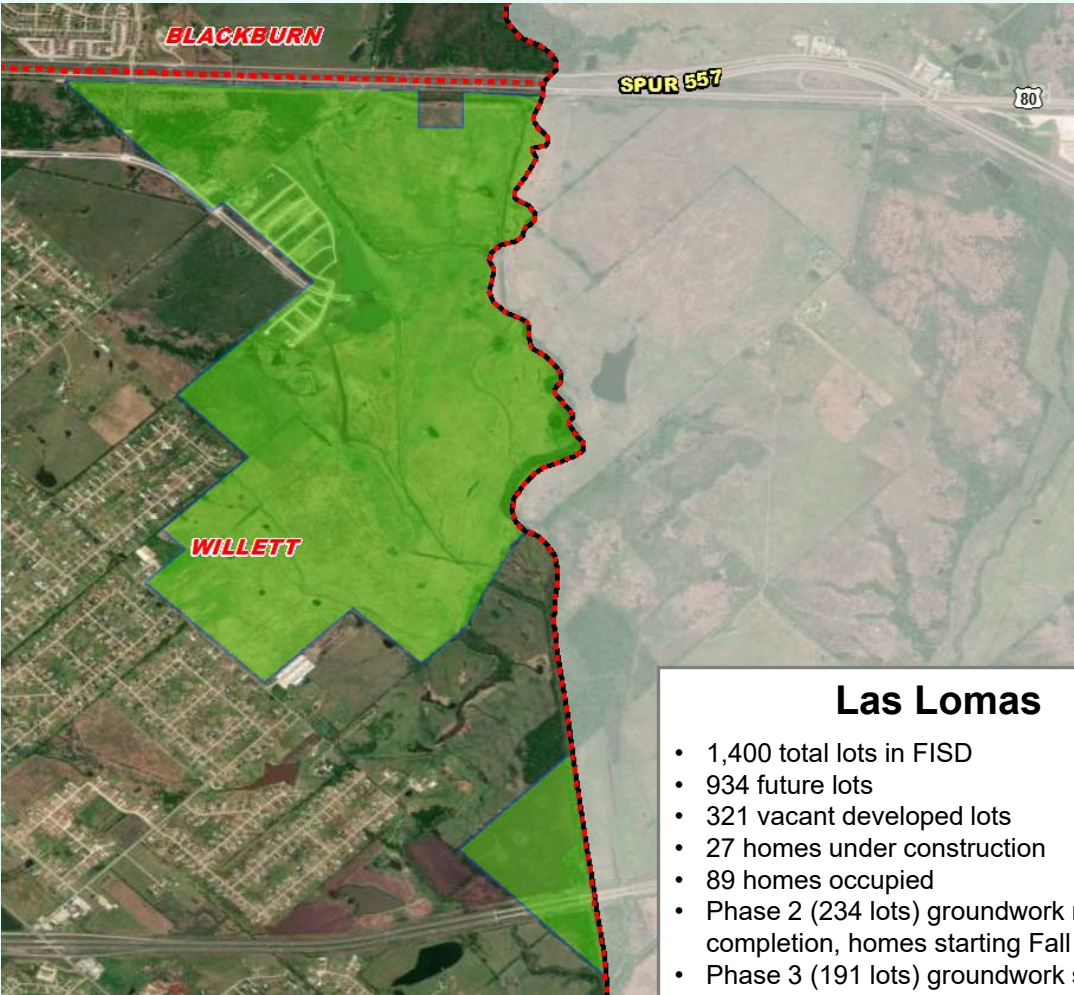 BLACKBURN
SPUR 557
80
WILLETT
Las Lomas
• 1,400 total lots in FISD
• 934 future lots
• 321 vacant developed lots
• 27 homes under construction
• 89 homes occupied
• Phase 2 (234 lots) groundwork
completion, homes starting Fall
• Phase 3 (191 lots) groundwork